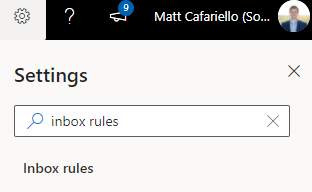 ?
9
Matt Cafariello (So...
Settings
inbox rules
Inbox rules